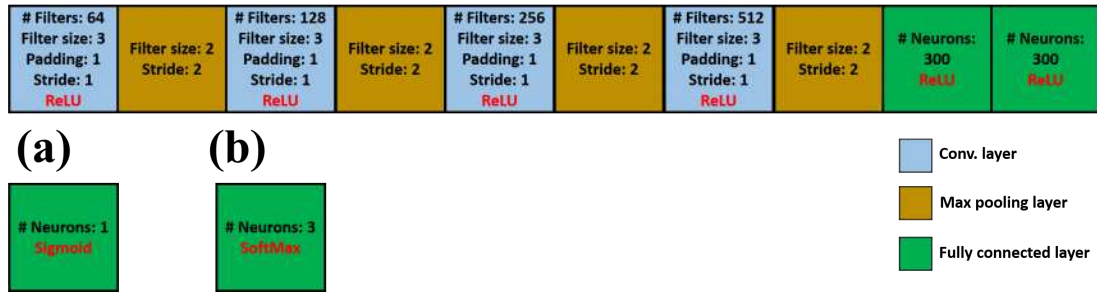 # Filters: 64
Filter size: 3
Padding: 1
Stride: 1
ReLU
Filter size: 2
Stride: 2
# Filters: 128
Filter size: 3
Padding: 1
Stride: 1
ReLU
Filter size: 2
Stride: 2
# Filters: 256
Filter size: 3
Padding: 1
Stride: 1
ReLU
Filter size: 2
Stride: 2
# Filters: 512
Filter size: 3
Padding: 1
Stride: 1
ReLU
Filter size: 2
Stride: 2
# Neurons:
300
ReLU
# Neurons:
300
ReLU
(a)
(b)
# Neurons: 1
Sigmoid
# Neurons: 3
SoftMax
Conv. layer
Max pooling layer
Fully connected layer